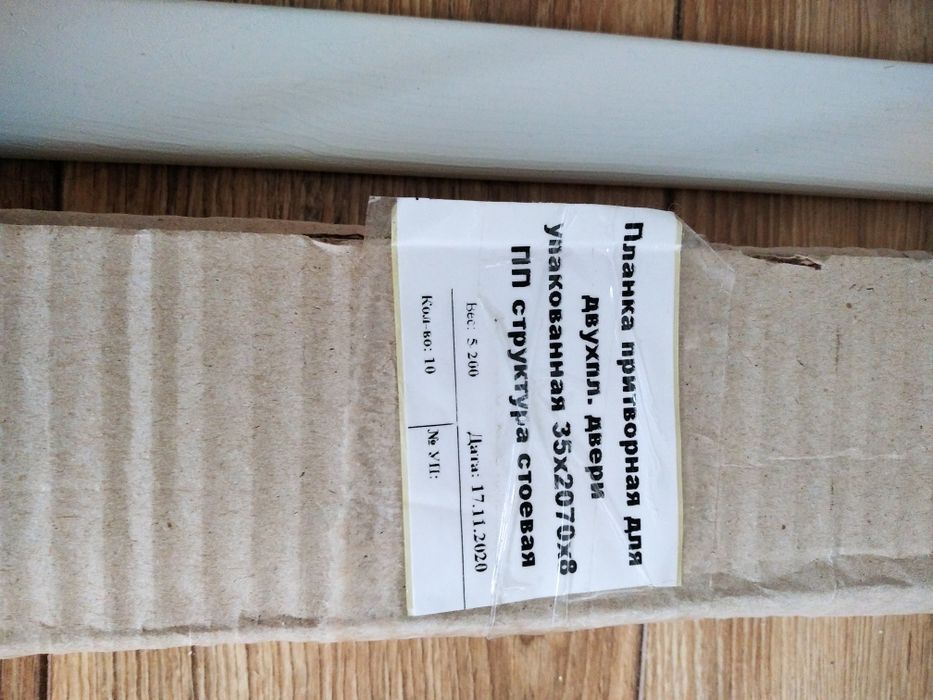 Планка притворная для
двухпл. двери
упакованная 35х2070х8
ПП структура стоевая
Вес: 5 200 Дата: 17.11.2020
Кол-во: 10 № УП: